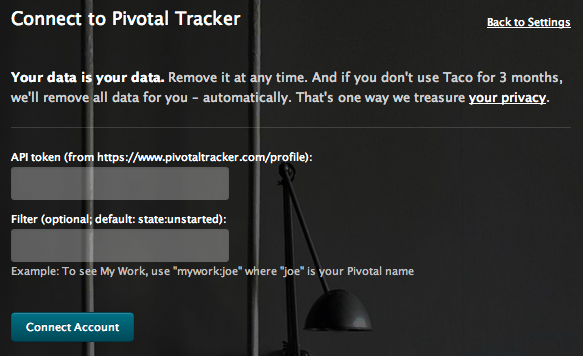 Connect to Pivotal Tracker
Back to Settings
Your data is your data. Remove it at any time. And if you don't use Taco for 3 months,
we'll remove all data for you – automatically. That's one way we treasure your privacy.
API token (from https://www.pivotaltracker.com/profile):
Filter (optional; default: state:unstarted):
Example: To see My Work, use "mywork:joe" where "joe" is your Pivotal name
Connect Account